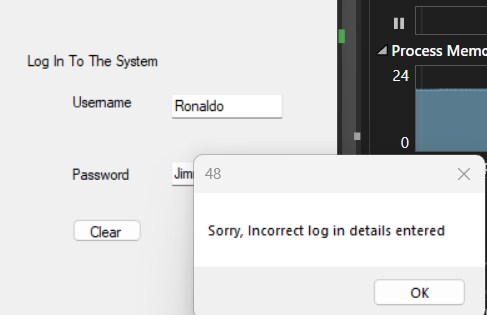 Process Memo
24
0
Log In To The System
Username
Ronaldo
Password
Clear
48
Sorry, Incorrect log in details entered
OK